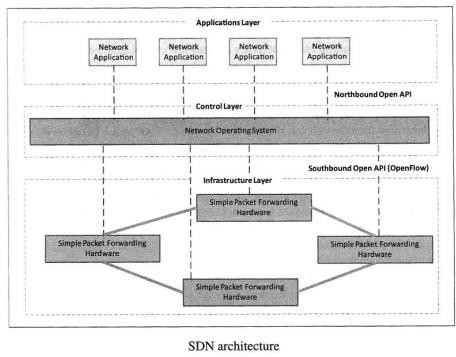 Applications Layer
Network
Application
Network
Application
Network
Application
Network
Application
Northbound Open API
Control Layer
Network Operating System
Southbound Open API (OpenFlow)
Infrastructure Layer
Simple Packet Forwarding
Hardware
Simple Packet Forwarding
Hardware
Simple Packet Forwarding
Hardware
Simple Packet Forwarding
Hardware
SDN architecture